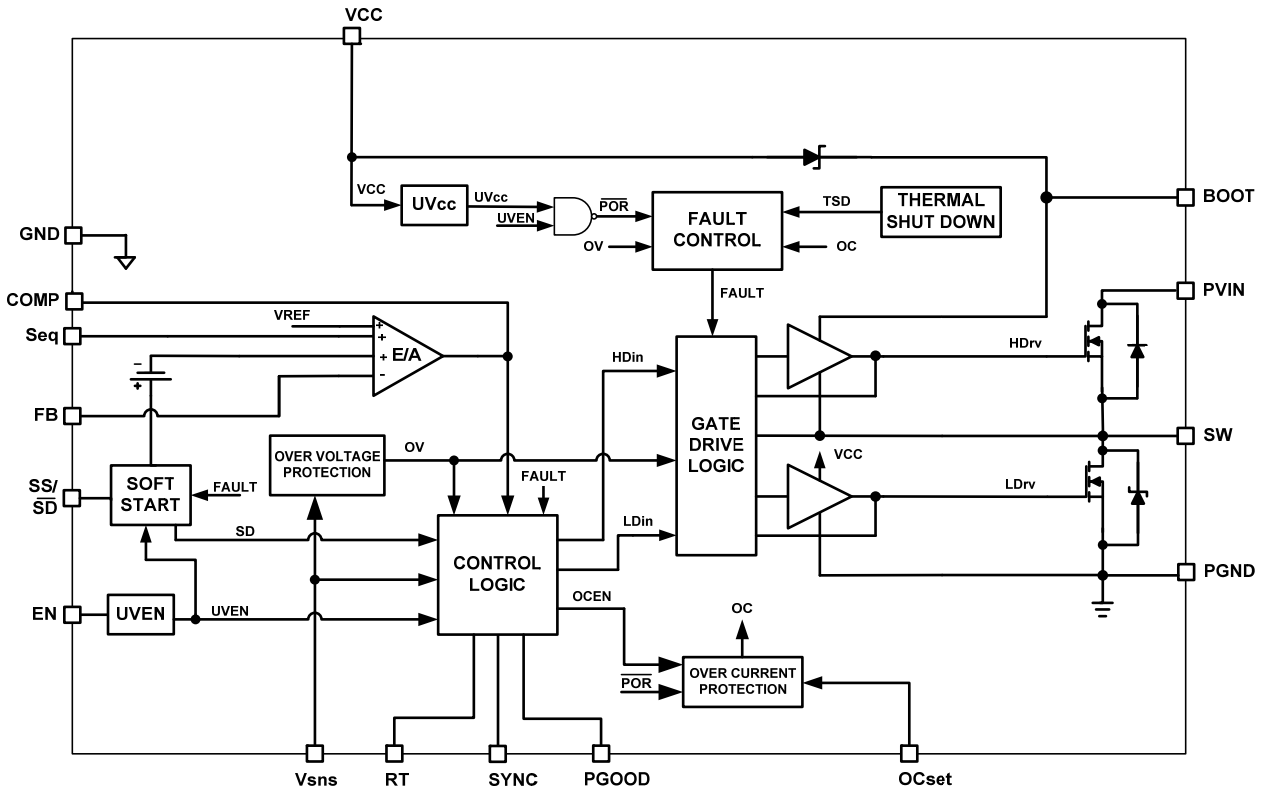 VCC
VCC
UVcc
UVcc
UVEN
POR
OV
FAULT
CONTROL
TSD
THERMAL
SHUT DOWN
OC
BOOT
GND
FAULT
COMP
PVIN
VREF
Seq
+
+
+
-
E/A
HDrv
HDin
–
+
FB
GATE
DRIVE
LOGIC
SW
OVER VOLTAGE
PROTECTION
OV
VCC
SS/
SD
SOFT
START
FAULT
FAULT
LDrv
SD
LDin
CONTROL
LOGIC
PGND
EN
UVEN
UVEN
OCEN
OC
OVER CURRENT
PROTECTION
POR
Vsns
RT
SYNC
PGOOD
OCset